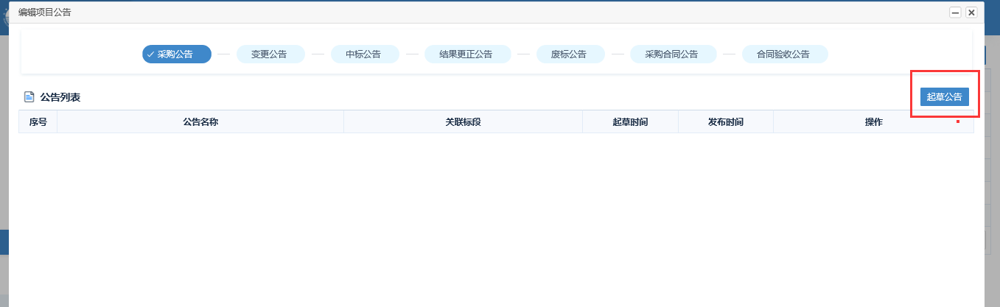 编辑项目公告
采购公告 变更公告 中标公告 结果更正公告 废标公告 采购合同公告 合同验收公告
公告列表 起草公告
序号 公告名称 关联标段 起草时间 发布时间 操作